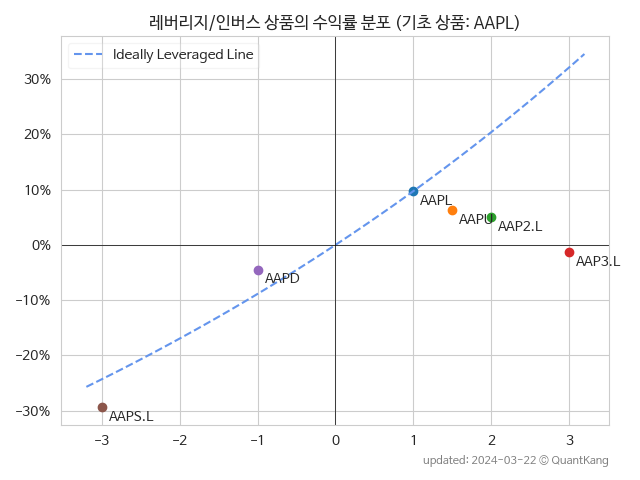 레버리지/인버스 상품의 수익률 분포 (기초 상품: AAPL)
Ideally Leveraged Line
30%
20%
10%
0%
−10%
−20%
−30%
AAPL
AAPU
AAP2.L
AAP3.L
AAPD
AAPS.L
−3 −2 −1 0 1 2 3
updated: 2024-03-22 © QuantKang